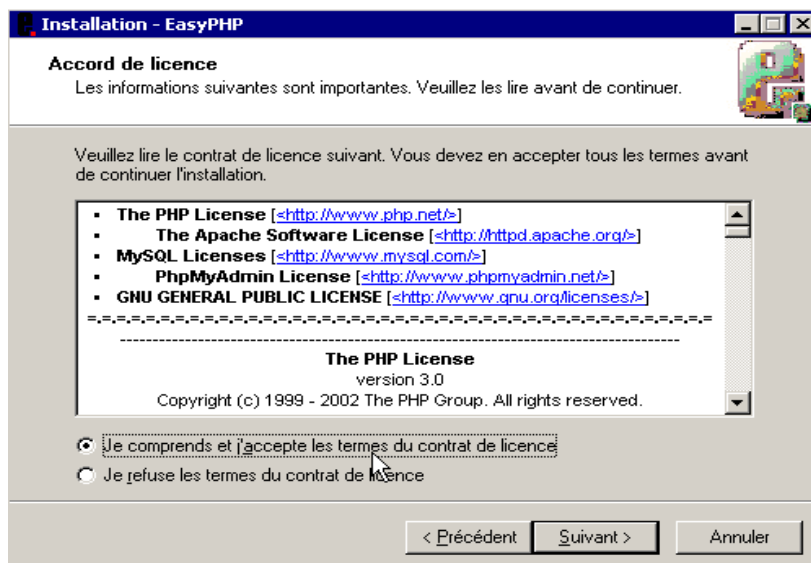 Installation - EasyPHP
Accord de licence
Les informations suivantes sont importantes. Veuillez les lire avant de continuer.
Veuillez lire le contrat de licence suivant. Vous devez en accepter tous les termes avant
de continuer l'installation.
▪ The PHP License [<http://www.php.net/>]
▪ The Apache Software License [<http://httpd.apache.org/>]
▪ MySQL Licenses [<http://www.mysql.com/>]
▪ PhpMyAdmin License [<http://www.phpmyadmin.net/>]
▪ GNU GENERAL PUBLIC LICENSE [<http://www.gnu.org/licenses/>]
=-=-=-=-=-=-=-=-=-=-=-=-=-=-=-=-=-=-=-=-=-=-=-=-=-=-=-=-=-=-=-=-=-=-=-=-=-=-=-=-=-=
--------------------------------------------------------------------------------------------
The PHP License
version 3.0
Copyright (c) 1999 - 2002 The PHP Group. All rights reserved.
Je comprends et j'accepte les termes du contrat de licence
Je refuse les termes du contrat de licence
< Précédent
Suivant >
Annuler